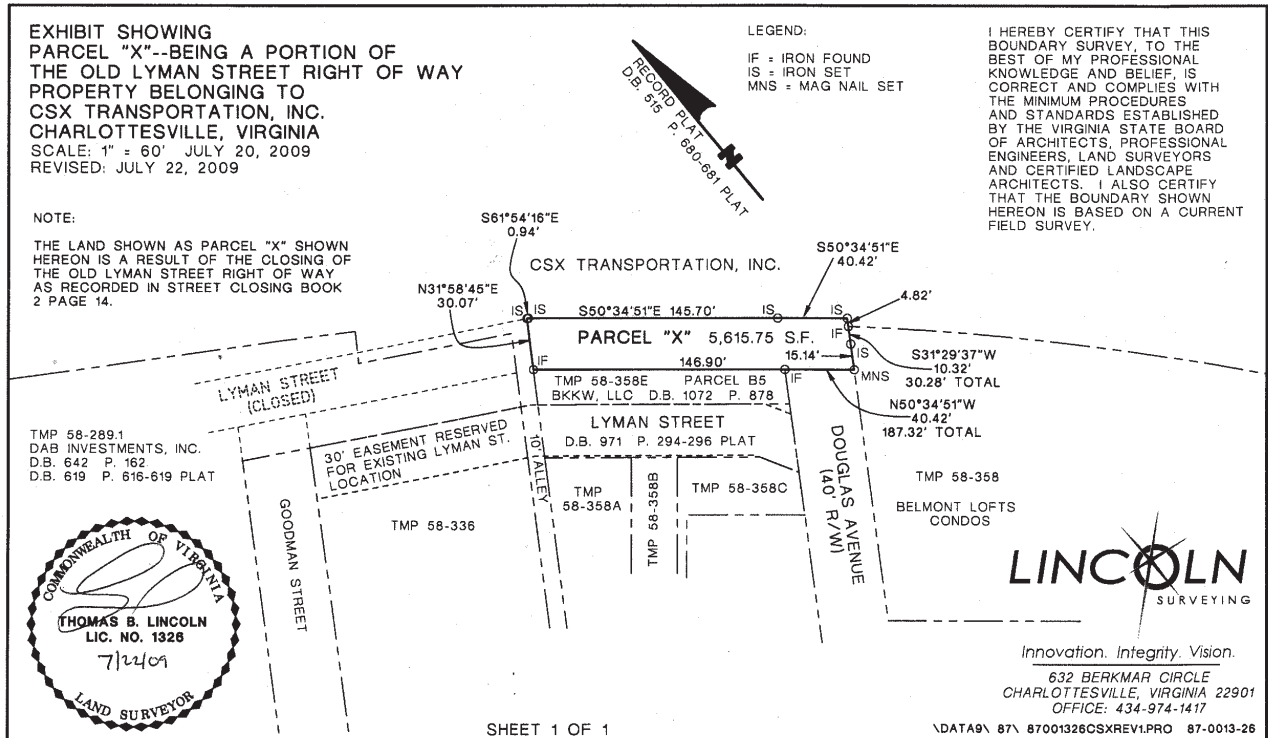 EXHIBIT SHOWING
PARCEL "X"--BEING A PORTION OF
THE OLD LYMAN STREET RIGHT OF WAY
PROPERTY BELONGING TO
CSX TRANSPORTATION, INC.
CHARLOTTESVILLE, VIRGINIA
SCALE: 1" = 60' JULY 20, 2009
REVISED: JULY 22, 2009
NOTE:
THE LAND SHOWN AS PARCEL "X" SHOWN
HEREON IS A RESULT OF THE CLOSING OF
THE OLD LYMAN STREET RIGHT OF WAY
AS RECORDED IN STREET CLOSING BOOK
2 PAGE 14.
RECORD PLAT
D.B. 515 P. 680-681 PLAT
N
LEGEND:
IF = IRON FOUND
IS = IRON SET
MNS = MAG NAIL SET
I HEREBY CERTIFY THAT THIS
BOUNDARY SURVEY, TO THE
BEST OF MY PROFESSIONAL
KNOWLEDGE AND BELIEF, IS
CORRECT AND COMPLIES WITH
THE MINIMUM PROCEDURES
AND STANDARDS ESTABLISHED
BY THE VIRGINIA STATE BOARD
OF ARCHITECTS, PROFESSIONAL
ENGINEERS, LAND SURVEYORS
AND CERTIFIED LANDSCAPE
ARCHITECTS. I ALSO CERTIFY
THAT THE BOUNDARY SHOWN
HEREON IS BASED ON A CURRENT
FIELD SURVEY.
S61°54'16"E
0.94'
CSX TRANSPORTATION, INC.
S50°34'51"E
40.42'
N31°58'45"E
30.07'
4.82'
IS IS S50°34'51"E 145.70' IS IS
PARCEL "X" 5,615.75 S.F.
IF
S31°29'37"W
10.32'
30.28' TOTAL
IF 146.90' 15.14' IS
IF MNS
N50°34'51"W
40.42'
187.32' TOTAL
TMP 58-358E PARCEL B5
BKKW, LLC D.B. 1072 P. 878
LYMAN STREET
D.B. 971 P. 294-296 PLAT
LYMAN STREET
(CLOSED)
TMP 58-289.1
DAB INVESTMENTS, INC.
D.B. 642 P. 162
D.B. 619 P. 616-619 PLAT
30' EASEMENT RESERVED
FOR EXISTING LYMAN ST.
LOCATION
10' ALLEY
GOODMAN STREET
TMP 58-336
TMP
58-358A
TMP 58-358B
TMP 58-358C
DOUGLAS AVENUE
(40' R/W)
TMP 58-358
BELMONT LOFTS
CONDOS
COMMONWEALTH OF VIRGINIA
THOMAS B. LINCOLN
LIC. NO. 1326
7/22/09
LAND SURVEYOR
LINCOLN
SURVEYING
Innovation. Integrity. Vision.
632 BERKMAR CIRCLE
CHARLOTTESVILLE, VIRGINIA 22901
OFFICE: 434-974-1417
SHEET 1 OF 1
\DATA9\ 87\ 87001326CSXREV1.PRO 87-0013-26